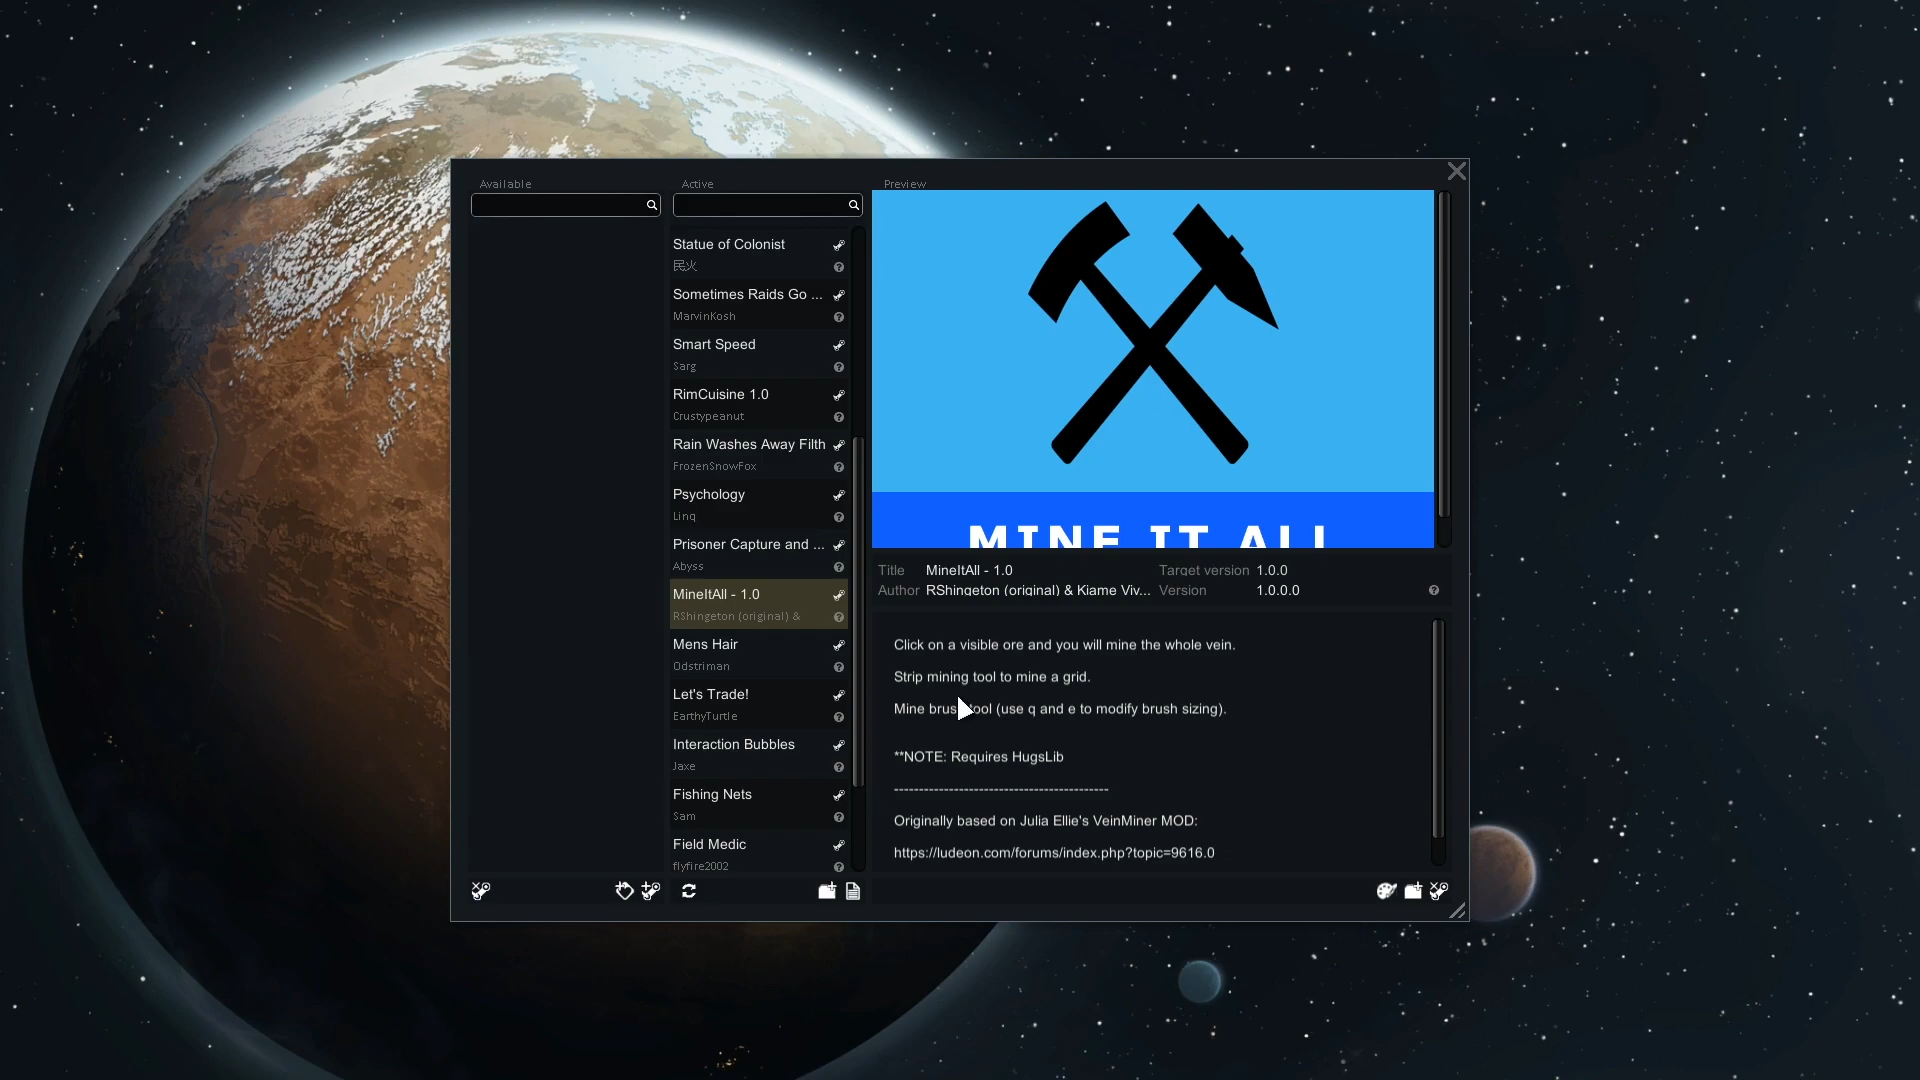 Available
Active
Preview
Statue of Colonist
民火
Sometimes Raids Go ...
MarvinKosh
Smart Speed
Sarg
RimCuisine 1.0
Crustypeanut
Rain Washes Away Filth
FrozenSnowFox
Psychology
Linq
Prisoner Capture and ...
Abyss
MineItAll - 1.0
RShingeton (original) &
Mens Hair
Odstriman
Let's Trade!
EarthyTurtle
Interaction Bubbles
Jaxe
Fishing Nets
Sam
Field Medic
flyfire2002
MINE IT ALL
Title MineItAll - 1.0 Target version 1.0.0
Author RShingeton (original) & Kiame Viv... Version 1.0.0.0
Click on a visible ore and you will mine the whole vein.
Strip mining tool to mine a grid.
Mine brush tool (use q and e to modify brush sizing).
**NOTE: Requires HugsLib
-------------------------------------------
Originally based on Julia Ellie's VeinMiner MOD:
https://ludeon.com/forums/index.php?topic=9616.0